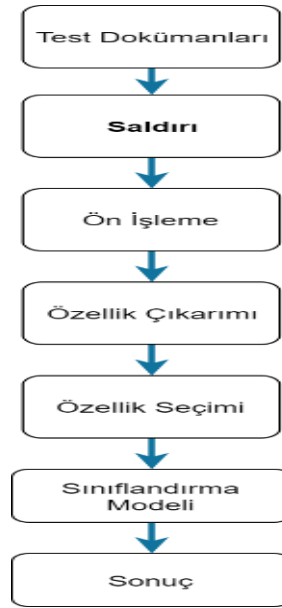 Test Dokümanları
Saldırı
Ön İşleme
Özellik Çıkarımı
Özellik Seçimi
Sınıflandırma
Modeli
Sonuç